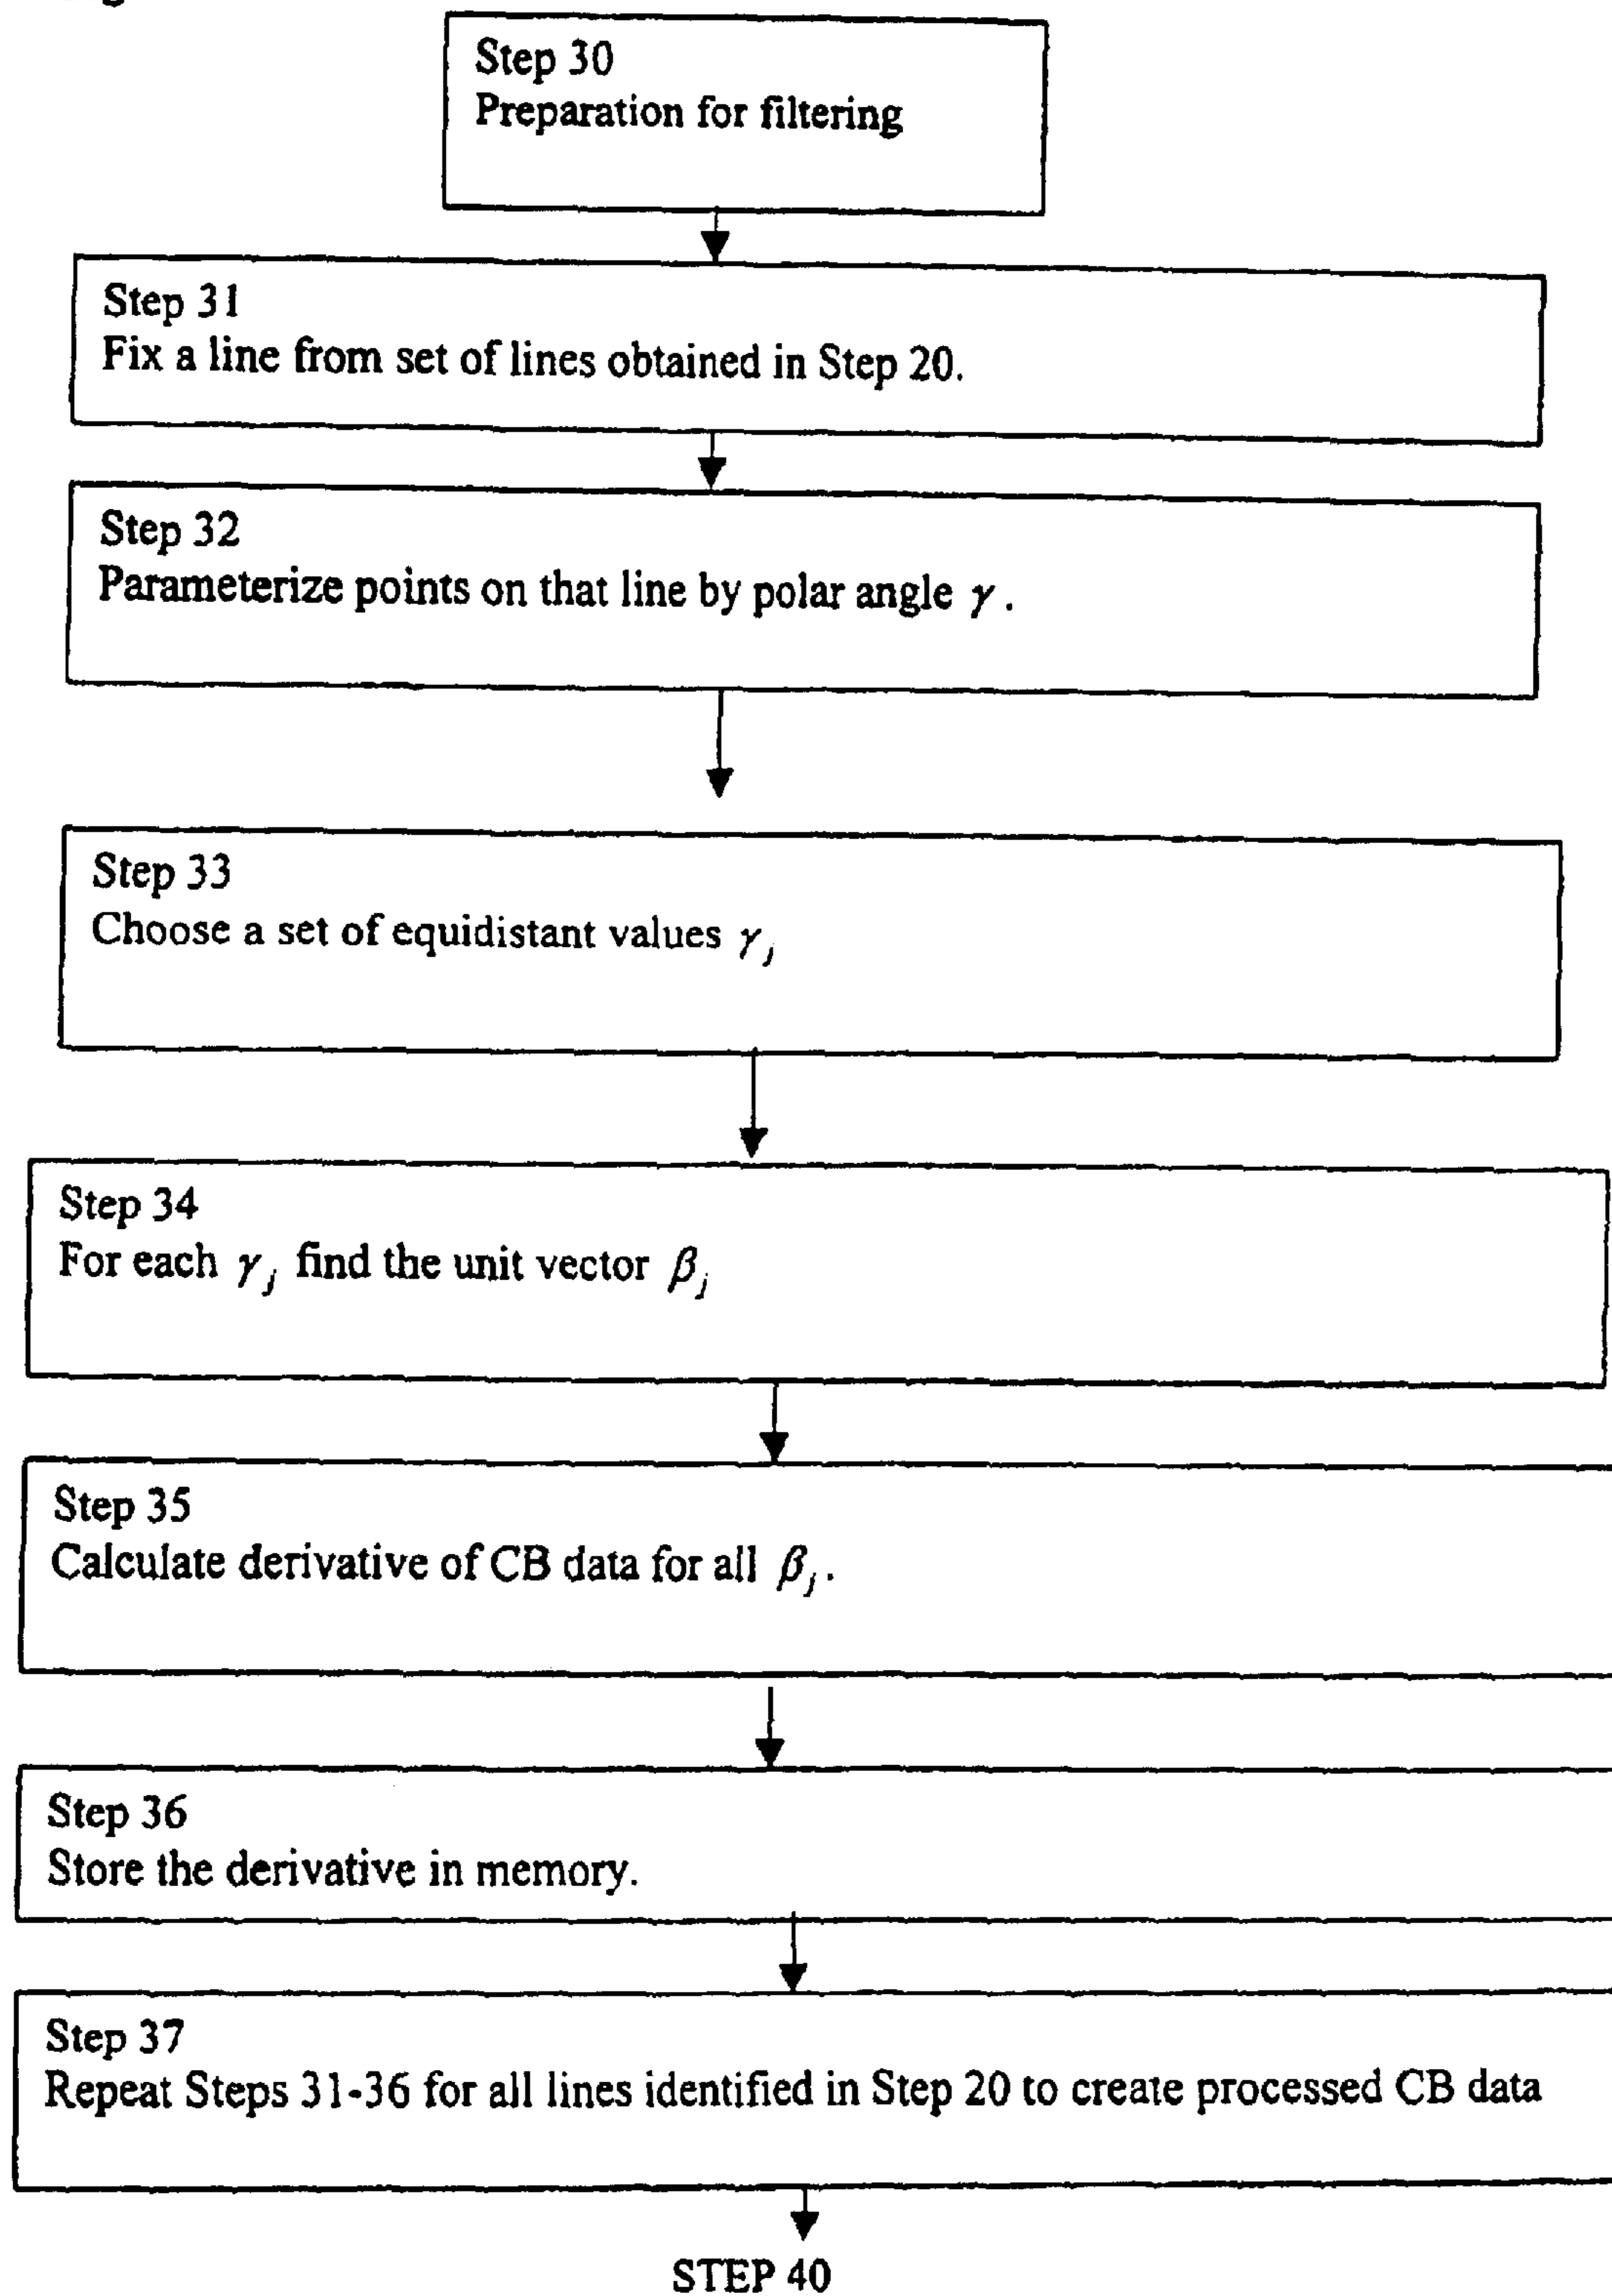 Step 30
Preparation for filtering
Step 31
Fix a line from set of lines obtained in Step 20.
Step 32
Parameterize points on that line by polar angle γ .
Step 33
Choose a set of equidistant values γj
Step 34
For each γj find the unit vector βj
Step 35
Calculate derivative of CB data for all βj.
Step 36
Store the derivative in memory.
Step 37
Repeat Steps 31-36 for all lines identified in Step 20 to create processed CB data
STEP 40